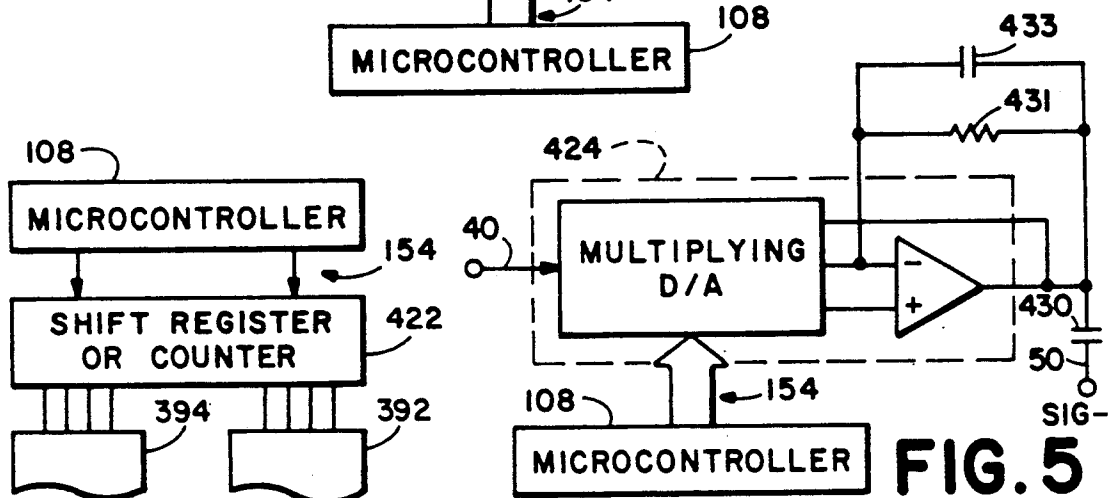 108
MICROCONTROLLER
433
431
108
MICROCONTROLLER
154
SHIFT REGISTER
OR COUNTER
422
394
392
424
40
MULTIPLYING
D/A
−
+
430
50
SIG-
154
108
MICROCONTROLLER
FIG. 5